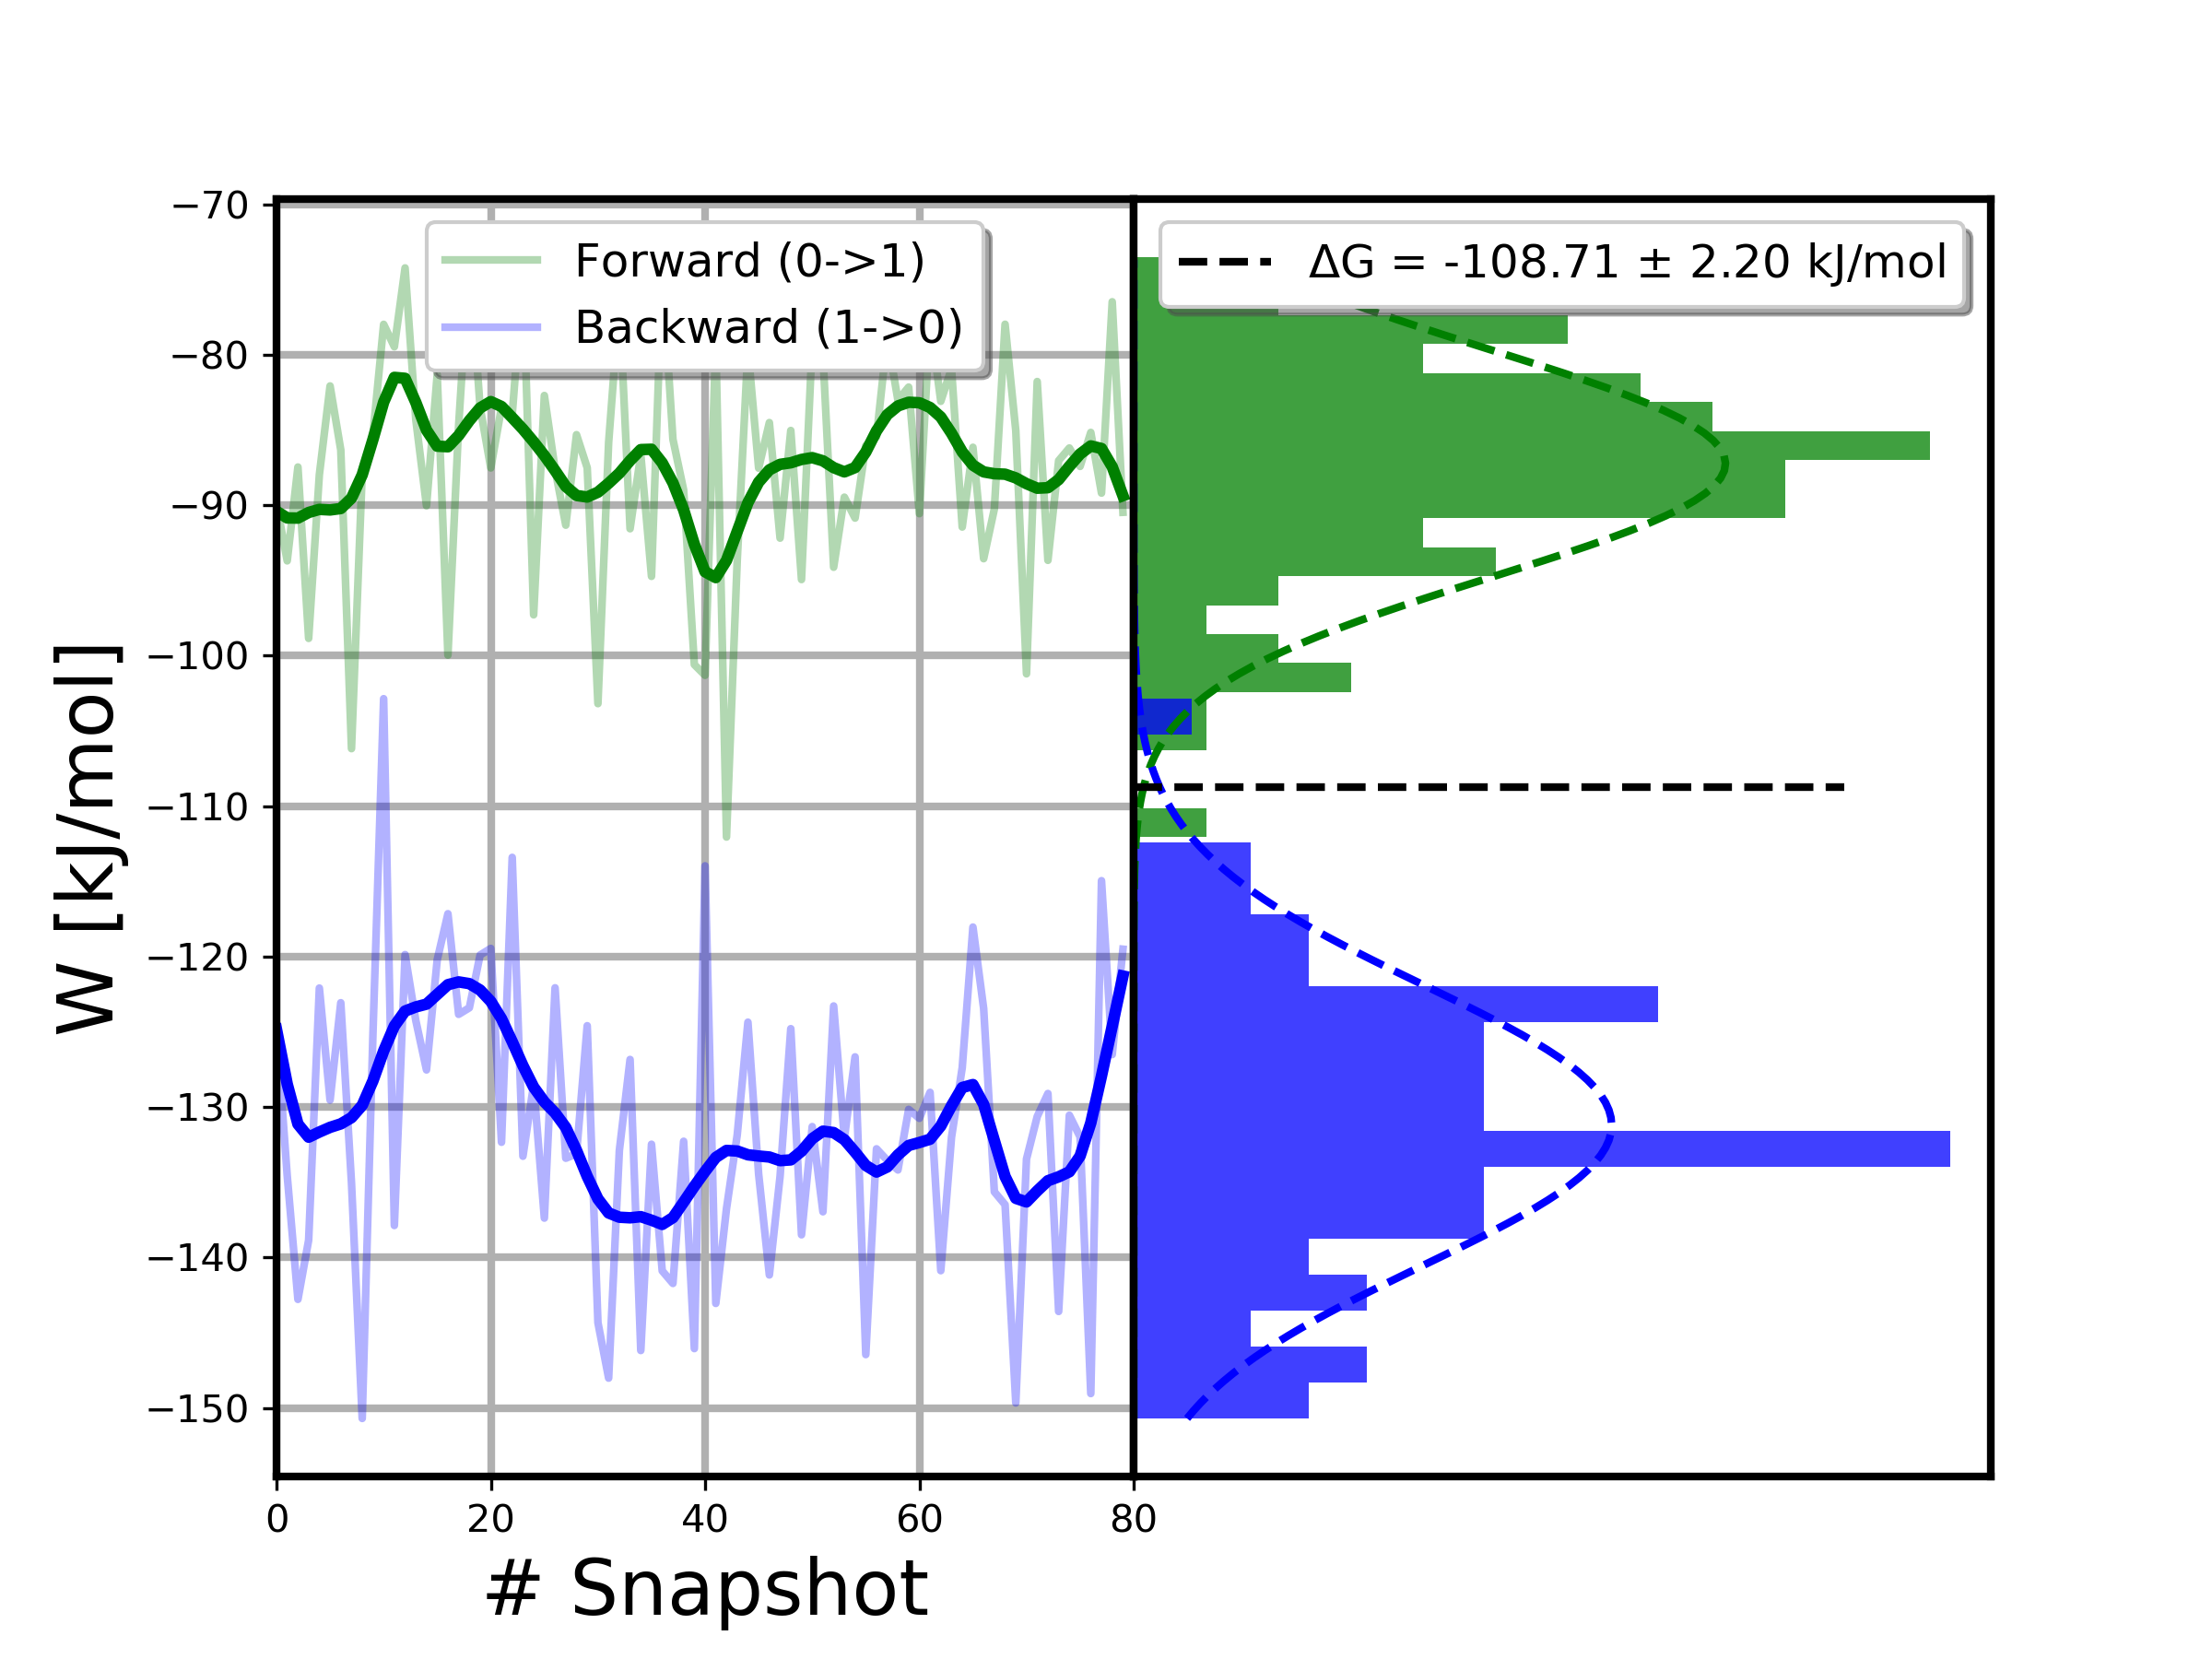 −70
−80
−90
−100
−110
−120
−130
−140
−150
W [kJ/mol]
Forward (0->1)
Backward (1->0)
ΔG = -108.71 ± 2.20 kJ/mol
0 20 40 60 80
# Snapshot